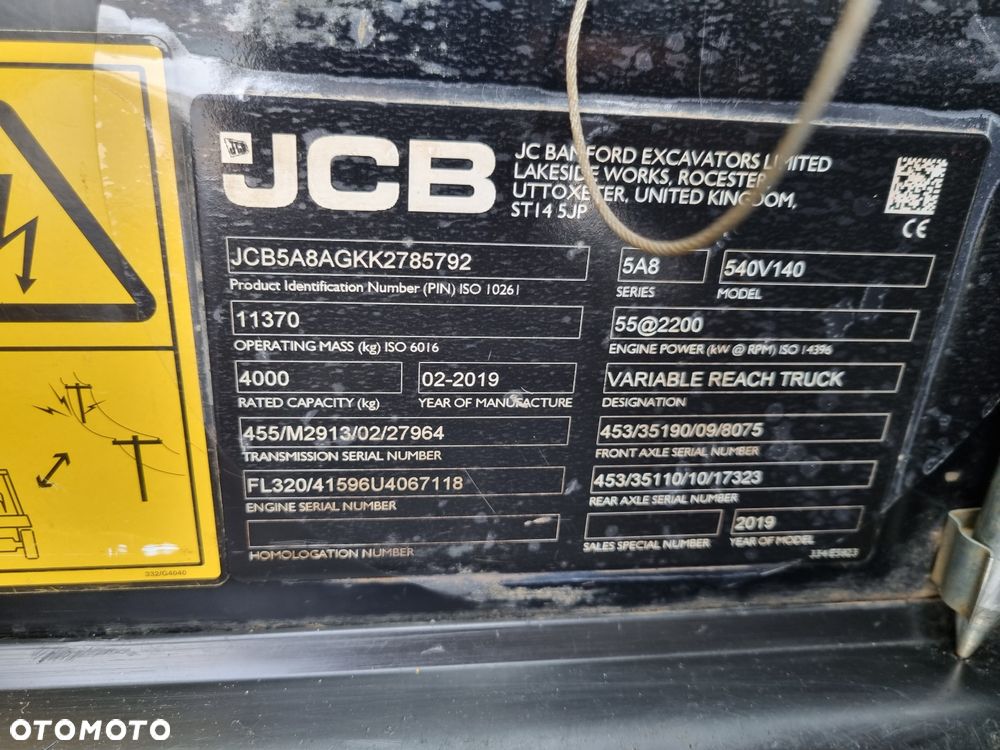 JCB
JCB
JC BAMFORD EXCAVATORS LIMITED
LAKESIDE WORKS, ROCESTER,
UTTOXETER, UNITED KINGDOM,
ST14 5JP
CE
JCB5A8AGKK2785792
Product Identification Number (PIN) ISO 10261
5A8
SERIES
540V140
MODEL
11370
OPERATING MASS (kg) ISO 6016
55@2200
ENGINE POWER (kW @ RPM) ISO 14396
4000
RATED CAPACITY (kg)
02-2019
YEAR OF MANUFACTURE
VARIABLE REACH TRUCK
DESIGNATION
455/M2913/02/27964
TRANSMISSION SERIAL NUMBER
453/35190/09/8075
FRONT AXLE SERIAL NUMBER
FL320/41596U4067118
ENGINE SERIAL NUMBER
453/35110/10/17323
REAR AXLE SERIAL NUMBER
HOMOLOGATION NUMBER
SALES SPECIAL NUMBER
2019
YEAR OF MODEL
334/E5823
332/G4040
OTOMOTO